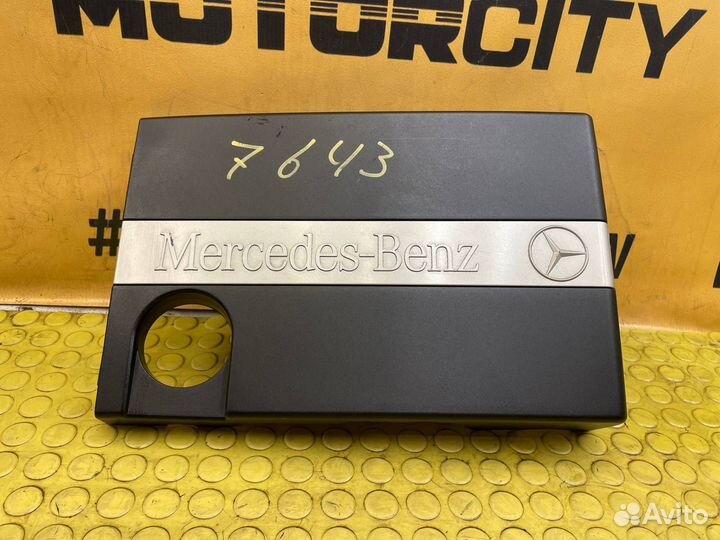 MOTORCITY
7643
Mercedes-Benz
#
W
Avito